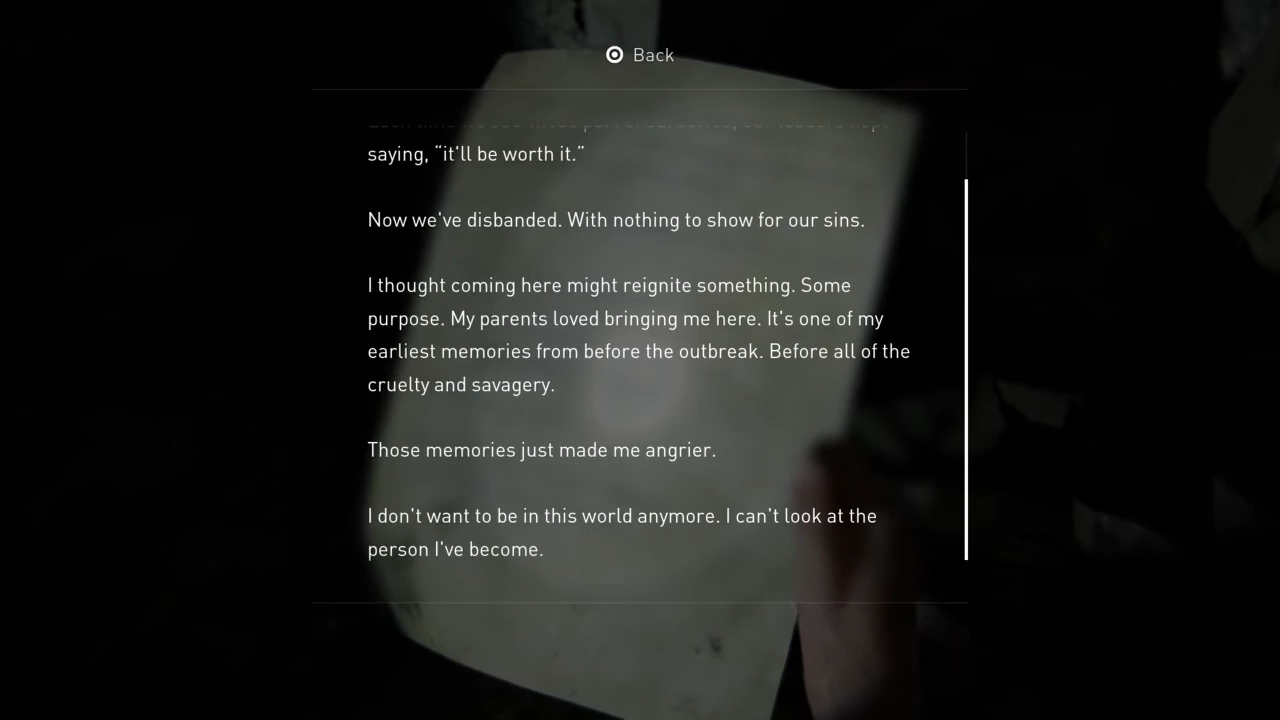 Back
saying, “it'll be worth it.”
Now we've disbanded. With nothing to show for our sins.
I thought coming here might reignite something. Some
purpose. My parents loved bringing me here. It's one of my
earliest memories from before the outbreak. Before all of the
cruelty and savagery.
Those memories just made me angrier.
I don't want to be in this world anymore. I can't look at the
person I've become.